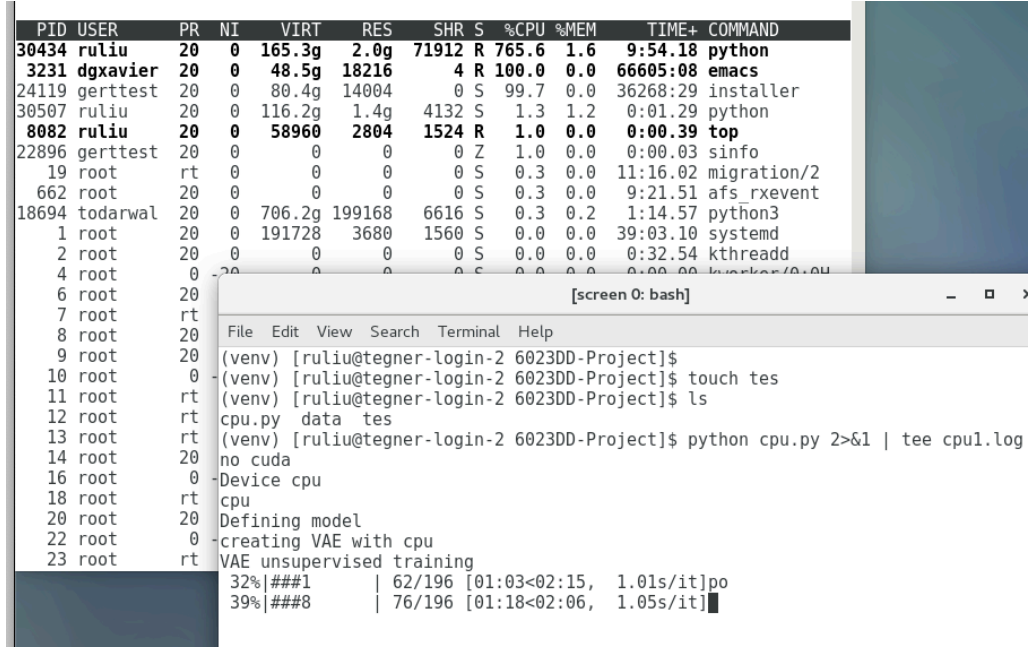 PID USER PR NI VIRT RES SHR S %CPU %MEM TIME+ COMMAND
30434 ruliu 20 0 165.3g 2.0g 71912 R 765.6 1.6 9:54.18 python
3231 dgxavier 20 0 48.5g 18216 4 R 100.0 0.0 66605:08 emacs
24119 gerttest 20 0 80.4g 14004 0 S 99.7 0.0 36268:29 installer
30507 ruliu 20 0 116.2g 1.4g 4132 S 1.3 1.2 0:01.29 python
8082 ruliu 20 0 58960 2804 1524 R 1.0 0.0 0:00.39 top
22896 gerttest 20 0 0 0 0 Z 1.0 0.0 0:00.03 sinfo
19 root rt 0 0 0 0 S 0.3 0.0 11:16.02 migration/2
662 root 20 0 0 0 0 S 0.3 0.0 9:21.51 afs_rxevent
18694 todarwal 20 0 706.2g 199168 6616 S 0.3 0.2 1:14.57 python3
1 root 20 0 191728 3680 1560 S 0.0 0.0 39:03.10 systemd
2 root 20 0 0 0 0 S 0.0 0.0 0:32.54 kthreadd
4 root 0 -20 0 0 0 S 0.0 0.0 0:00.00 kworker/0:0H
6 root 20
7 root rt
8 root 20
9 root 20
10 root 0 -
11 root rt
12 root rt
13 root rt
14 root 20
16 root 0 -
18 root rt
20 root 20
22 root 0 -
23 root rt
[screen 0: bash]
File Edit View Search Terminal Help
(venv) [ruliu@tegner-login-2 6023DD-Project]$
(venv) [ruliu@tegner-login-2 6023DD-Project]$ touch tes
(venv) [ruliu@tegner-login-2 6023DD-Project]$ ls
cpu.py data tes
(venv) [ruliu@tegner-login-2 6023DD-Project]$ python cpu.py 2>&1 | tee cpu1.log
no cuda
Device cpu
cpu
Defining model
creating VAE with cpu
VAE unsupervised training
32%|###1 | 62/196 [01:03<02:15, 1.01s/it]po
39%|###8 | 76/196 [01:18<02:06, 1.05s/it]